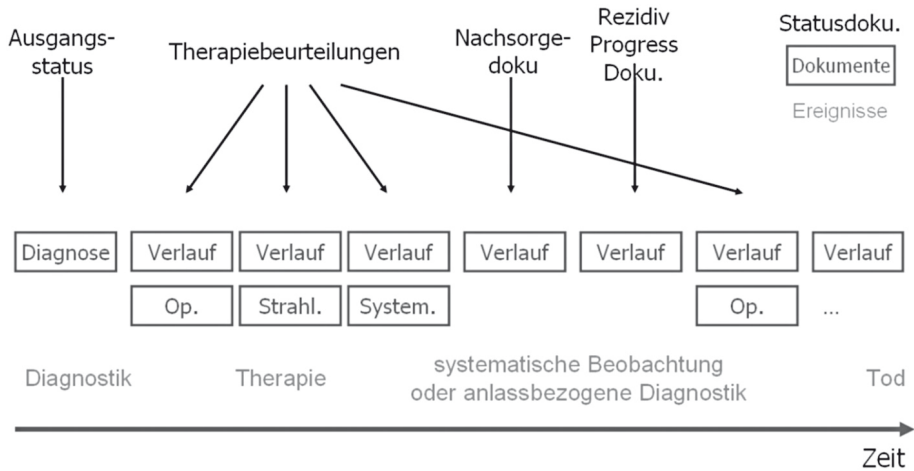 Ausgangs-
status
Therapiebeurteilungen
Nachsorge-
doku
Rezidiv
Progress
Doku.
Statusdoku.
Dokumente
Ereignisse
Diagnose
Verlauf
Verlauf
Verlauf
Verlauf
Verlauf
Verlauf
Verlauf
Op.
Strahl.
System.
Op.
...
Diagnostik
Therapie
systematische Beobachtung
oder anlassbezogene Diagnostik
Tod
Zeit